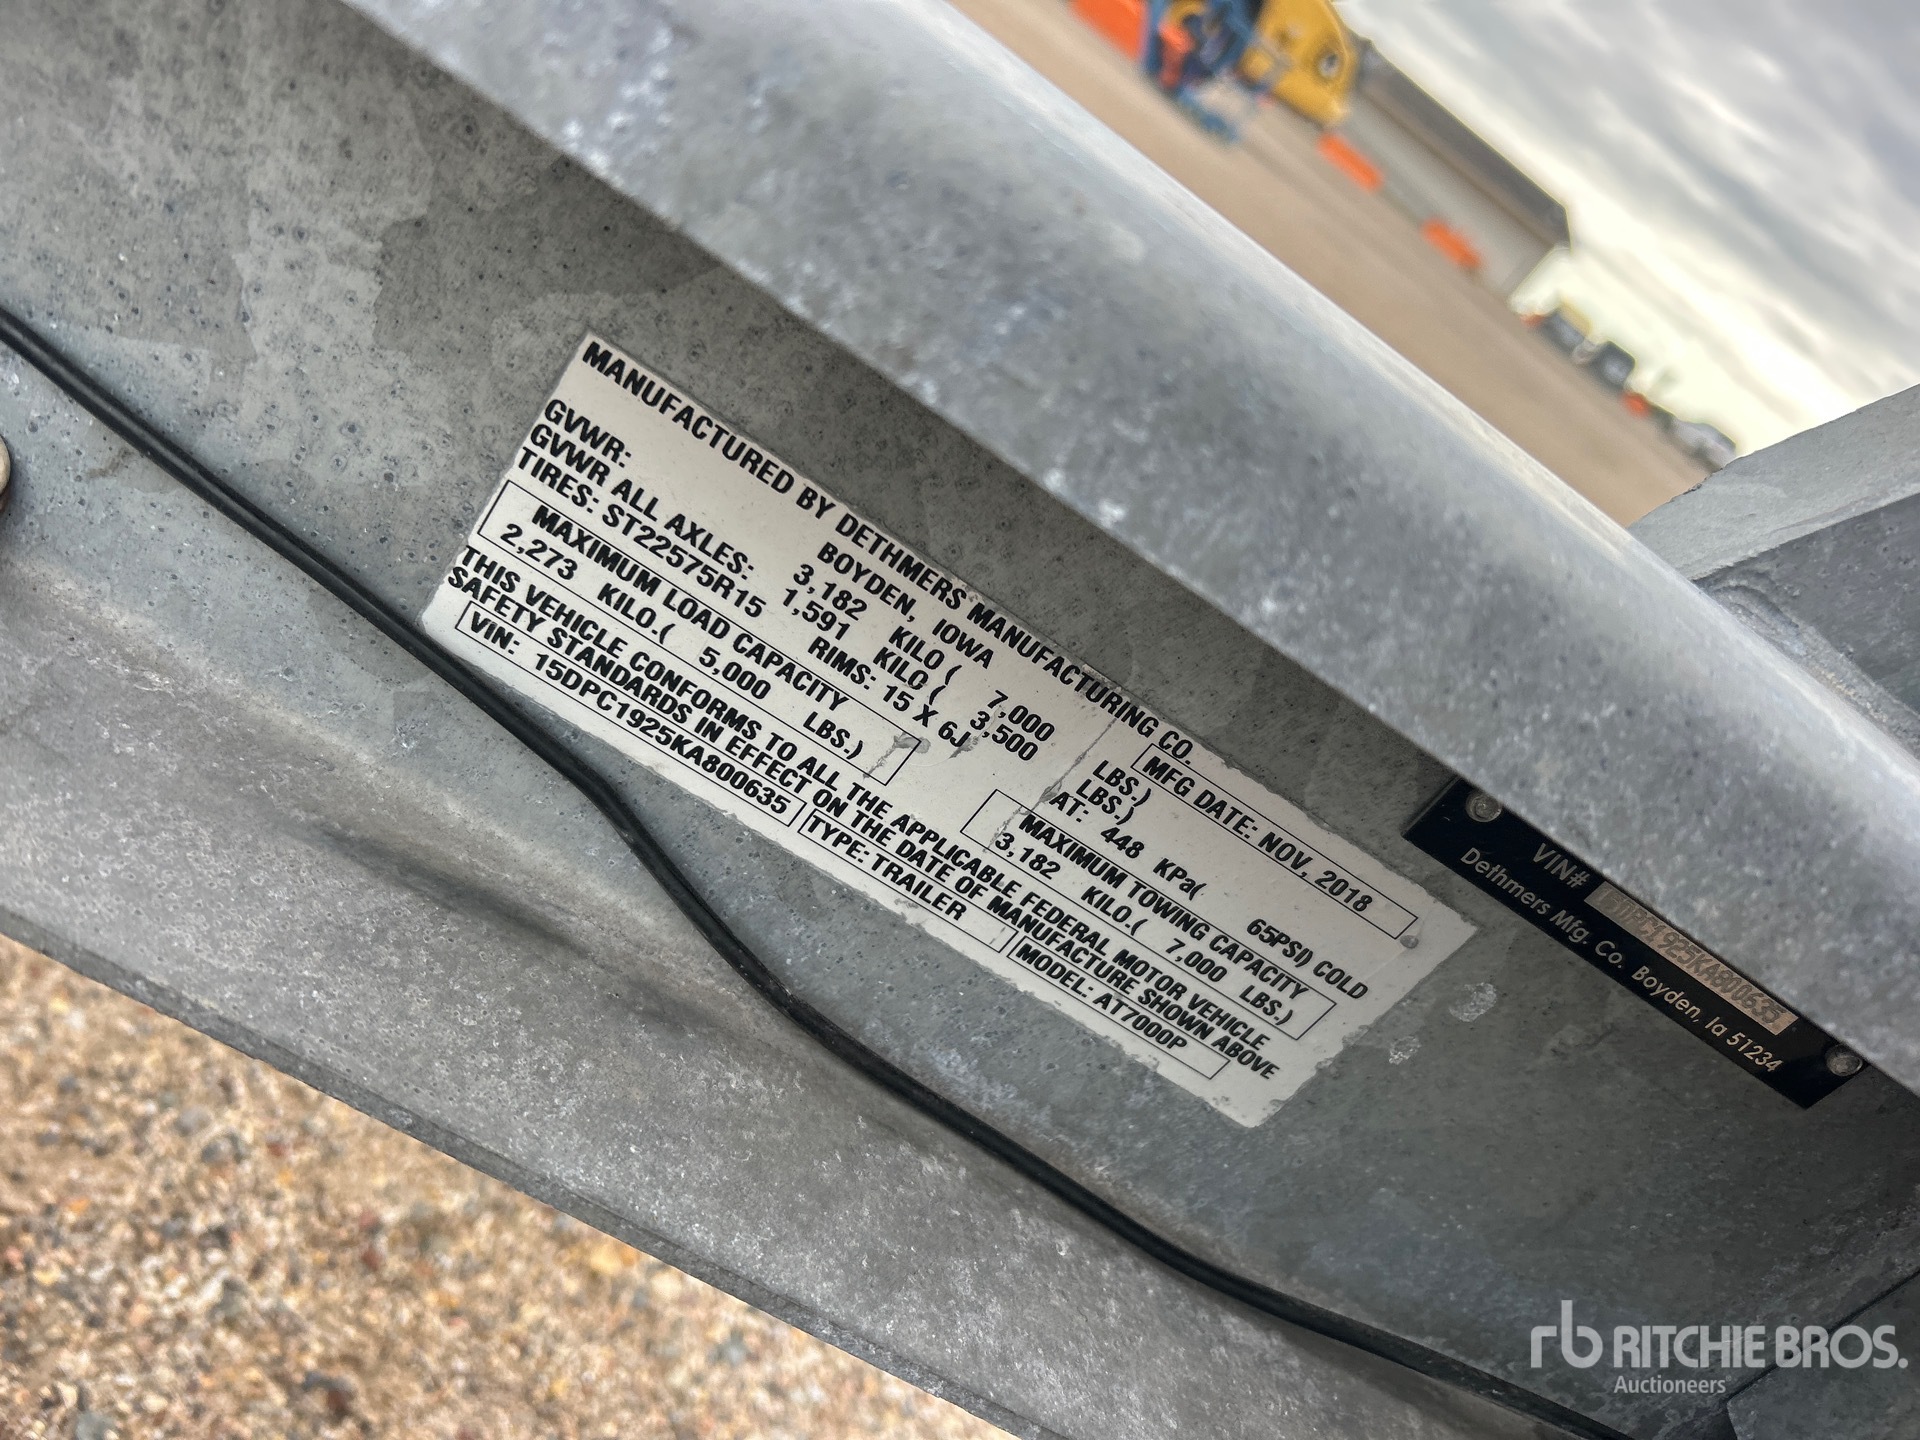 MANUFACTURED BY DETHMERS MANUFACTURING CO.
BOYDEN, IOWA
MFG DATE: NOV, 2018
GVWR: 3,182 KILO ( 7,000 LBS.)
GVWR ALL AXLES: 1,591 KILO ( 3,500 LBS.)
TIRES: ST22575R15 RIMS: 15 X 6J AT: 448 KPa( 65PSI) COLD
MAXIMUM LOAD CAPACITY
2,273 KILO.( 5,000 LBS.)
MAXIMUM TOWING CAPACITY
3,182 KILO.( 7,000 LBS.)
THIS VEHICLE CONFORMS TO ALL THE APPLICABLE FEDERAL MOTOR VEHICLE
SAFETY STANDARDS IN EFFECT ON THE DATE OF MANUFACTURE SHOWN ABOVE
VIN: 15DPC1925KA800635 TYPE: TRAILER MODEL: AT7000P
VIN# 15DPC1925KA800635
Dethmers Mfg. Co. Boyden, Ia 51234
rb RITCHIE BROS.
Auctioneers